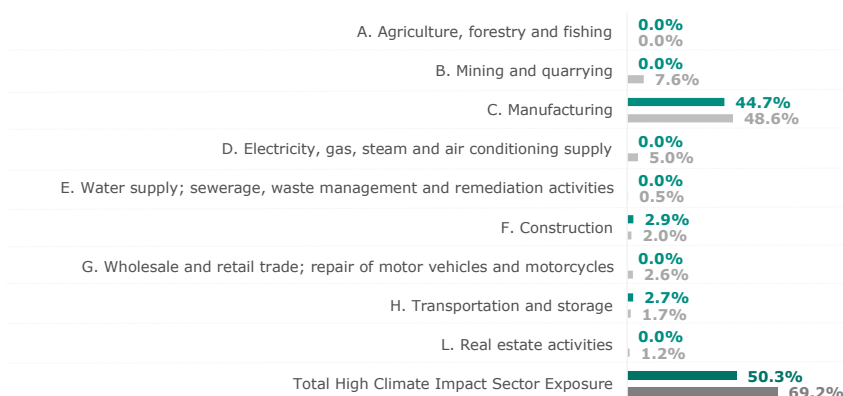 A. Agriculture, forestry and fishing 0.0%
0.0%
B. Mining and quarrying 0.0%
7.6%
C. Manufacturing 44.7%
48.6%
D. Electricity, gas, steam and air conditioning supply 0.0%
5.0%
E. Water supply; sewerage, waste management and remediation activities 0.0%
0.5%
F. Construction 2.9%
2.0%
G. Wholesale and retail trade; repair of motor vehicles and motorcycles 0.0%
2.6%
H. Transportation and storage 2.7%
1.7%
L. Real estate activities 0.0%
1.2%
Total High Climate Impact Sector Exposure 50.3%
69.2%